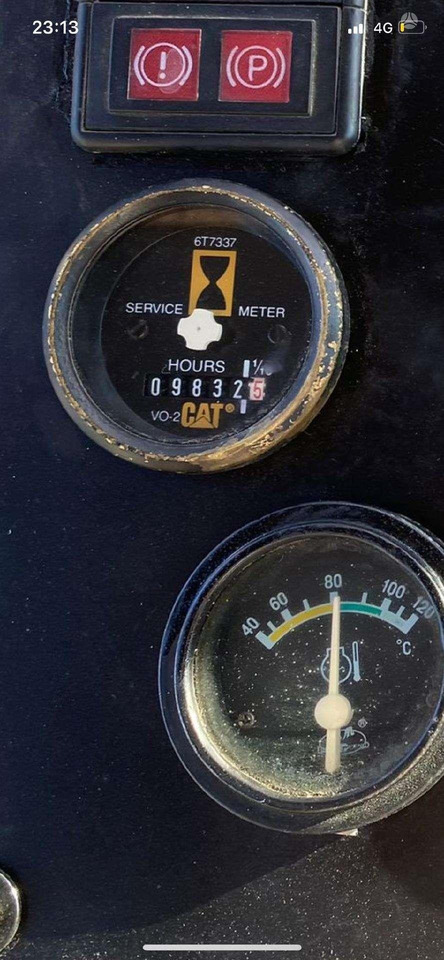 23:13
4G
!
P
6T7337
SERVICE METER
HOURS 1/10
098325
VO-2 CAT®
40 60 80 100 120
°C
®